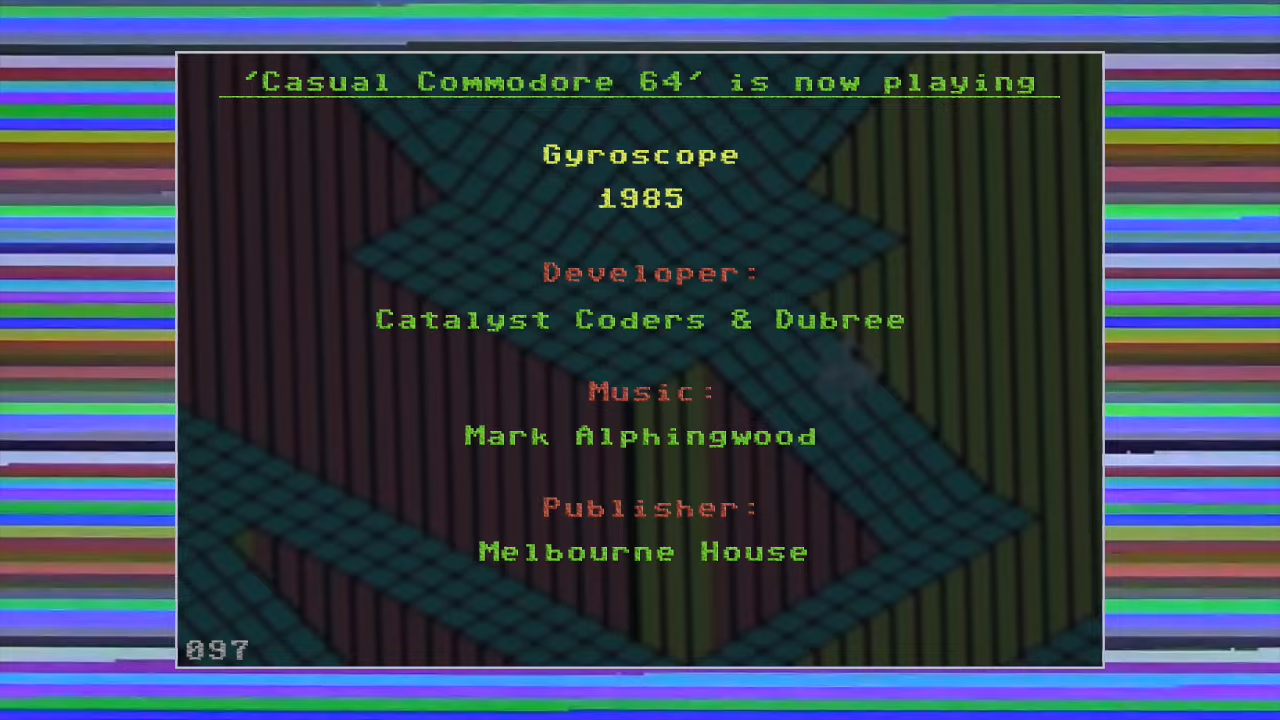 'Casual Commodore 64' is now playing
Gyroscope
1985
Developer:
Catalyst Coders & Dubree
Music:
Mark Alphingwood
Publisher:
Melbourne House
097